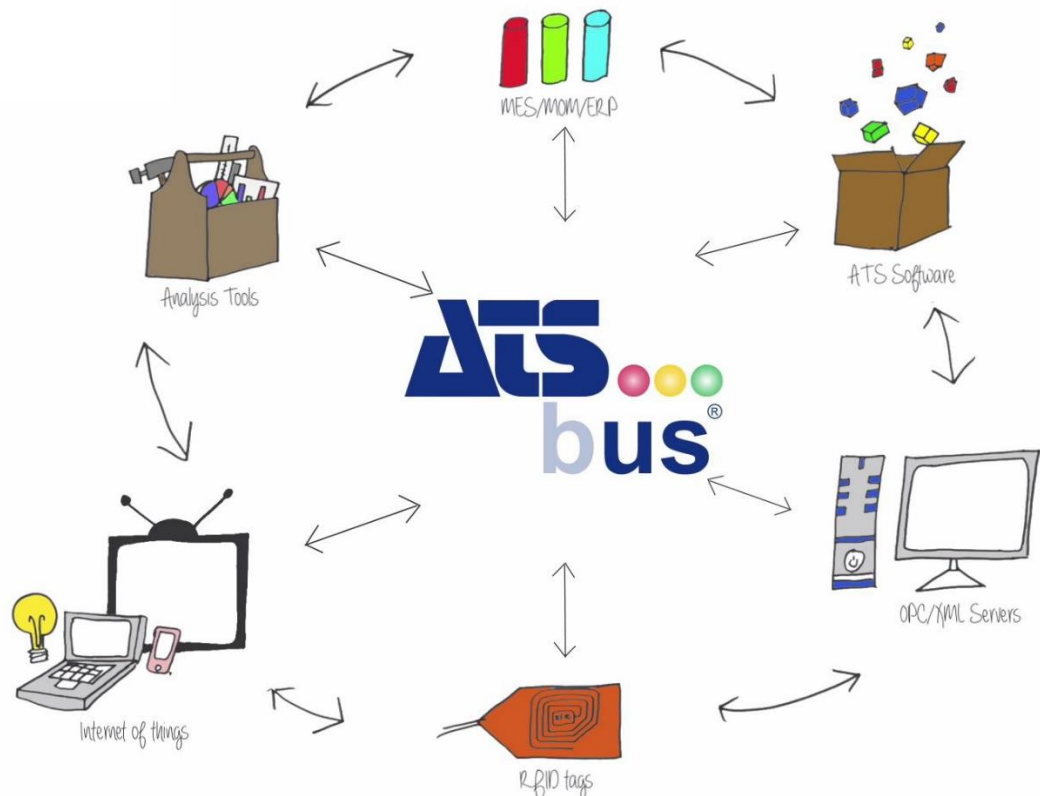 MES/MOM/ERP
Analysis Tools
ATS Software
ATS
bus®
OPC/XML Servers
Internet of things
RFID tags